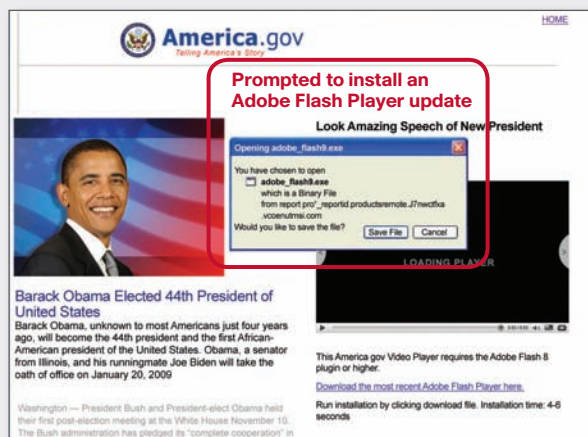 HOME
America.gov
Telling America's Story
Prompted to install an
Adobe Flash Player update
Look Amazing Speech of New President
Opening adobe_flash9.exe
You have chosen to open
adobe_flash9.exe
which is a Binary File
from report pro"_reportid.productsremote.J7nwctfxa
.vcoenutmsi.com
Would you like to save the file?
Save File
Cancel
LOADING PLAYER
Barack Obama Elected 44th President of
United States
Barack Obama, unknown to most Americans just four years
ago, will become the 44th president and the first African-
American president of the United States. Obama, a senator
from Illinois, and his runningmate Joe Biden will take the
oath of office on January 20, 2009
Washington — President Bush and President-elect Obama held
their first post-election meeting at the White House November 10.
The Bush administration has pledged its "complete cooperation" in
This America gov Video Player requires the Adobe Flash 8
plugin or higher.
Download the most recent Adobe Flash Player here.
Run installation by clicking download file. Installation time: 4-6
seconds